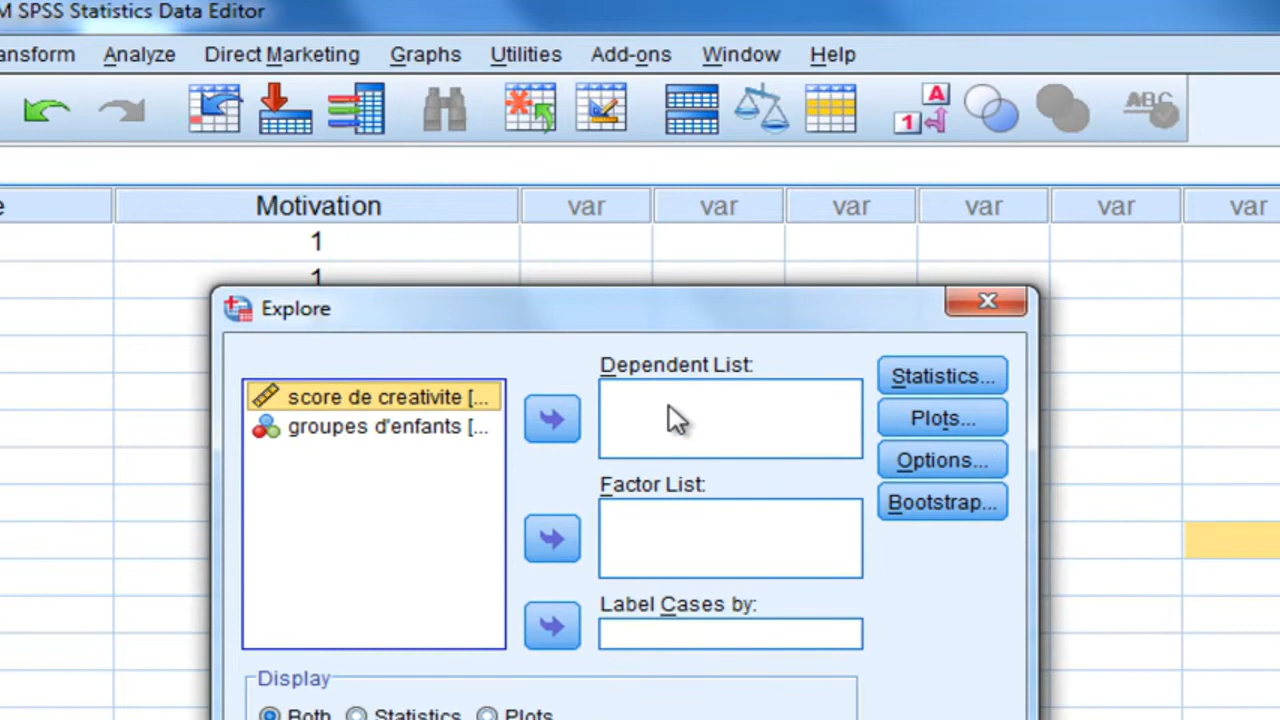 M SPSS Statistics Data Editor
ansform Analyze Direct Marketing Graphs Utilities Add-ons Window Help
A
1
ABC
e Motivation var var var var var var
1
1
Explore
Dependent List:
Statistics...
score de creativite [...
groupes d'enfants [...
Plots...
Options...
Factor List:
Bootstrap...
Label Cases by:
Display
Both Statistics Plots